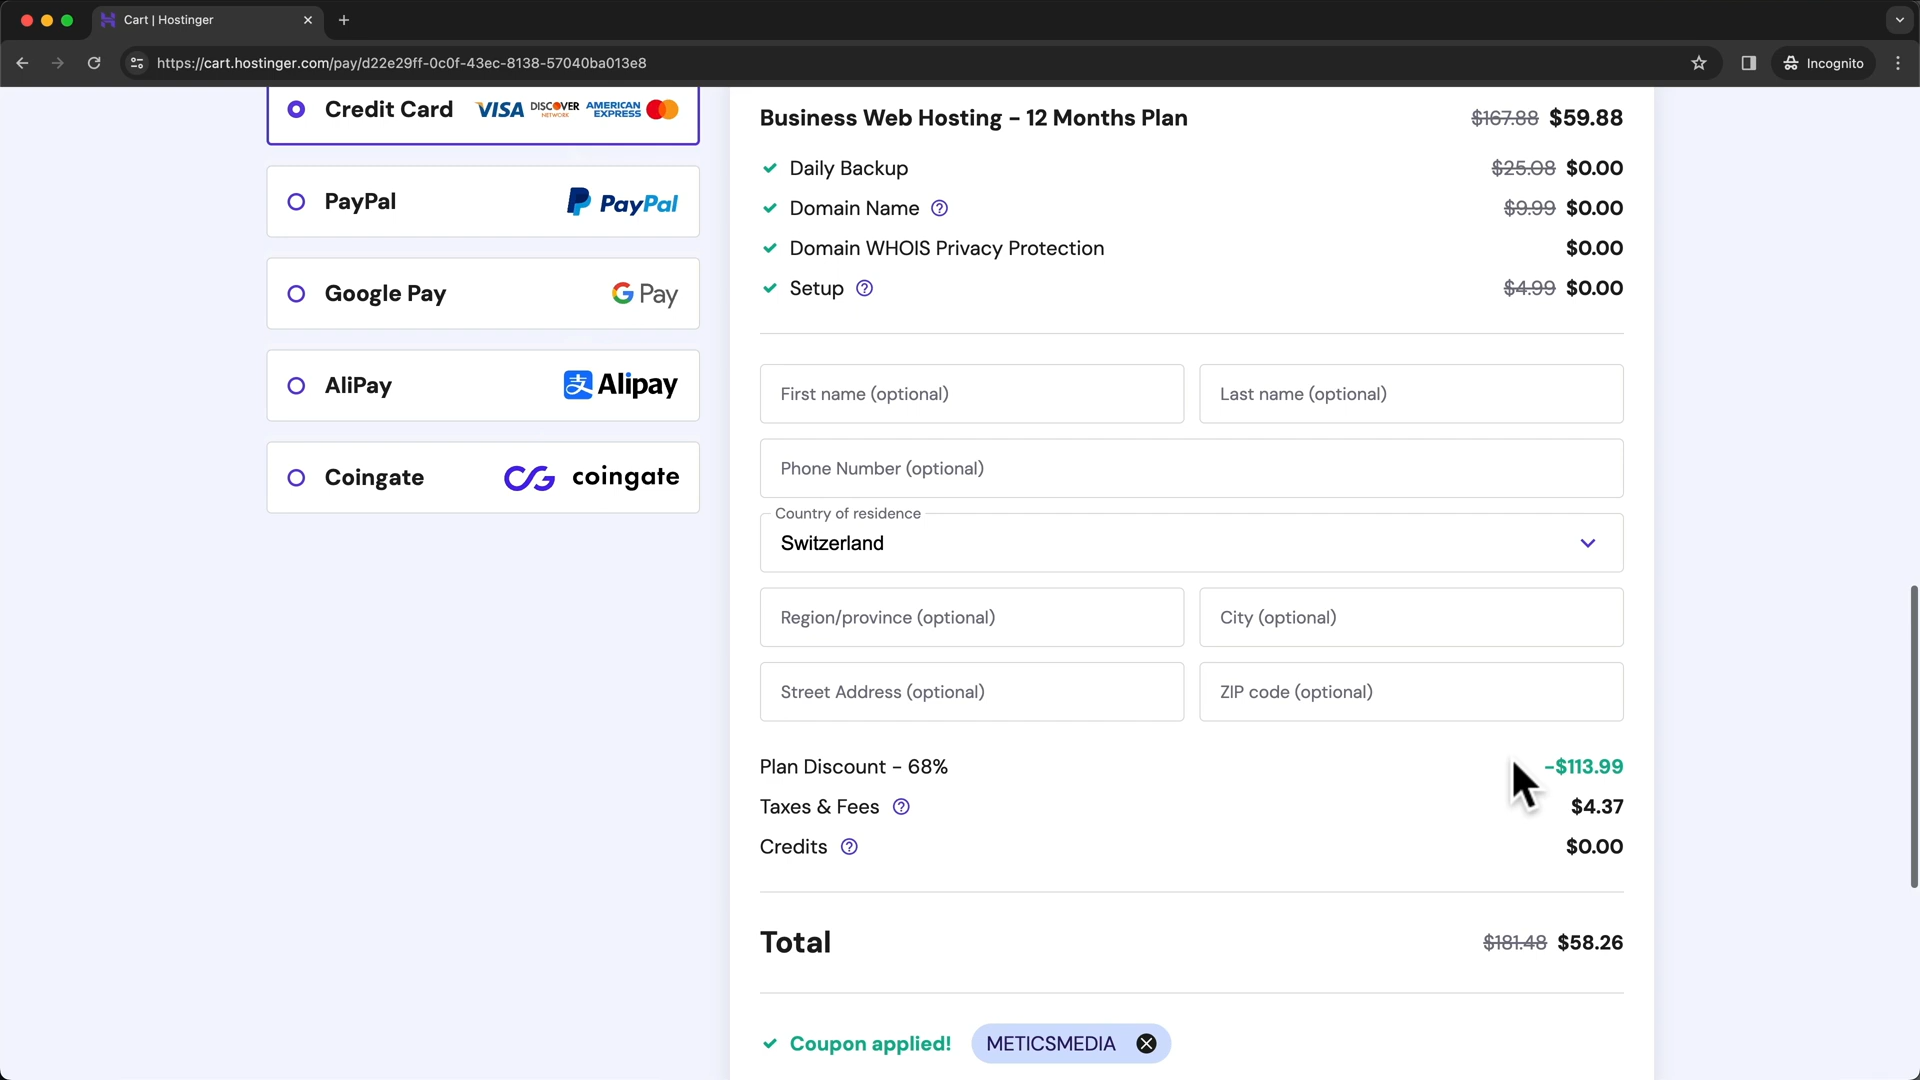 Cart | Hostinger
https://cart.hostinger.com/pay/d22e29ff-0c0f-43ec-8138-57040ba013e8
Incognito
Credit Card VISA DISCOVER NETWORK AMERICAN EXPRESS
PayPal PayPal
Google Pay G Pay
AliPay 支 Alipay
Coingate CG coingate
Business Web Hosting – 12 Months Plan $167.88 $59.88
Daily Backup $25.08 $0.00
Domain Name $9.99 $0.00
Domain WHOIS Privacy Protection $0.00
Setup $4.99 $0.00
First name (optional) Last name (optional)
Phone Number (optional)
Country of residence
Switzerland
Region/province (optional) City (optional)
Street Address (optional) ZIP code (optional)
Plan Discount – 68% –$113.99
Taxes & Fees $4.37
Credits $0.00
Total $181.48 $58.26
Coupon applied! METICSMEDIA